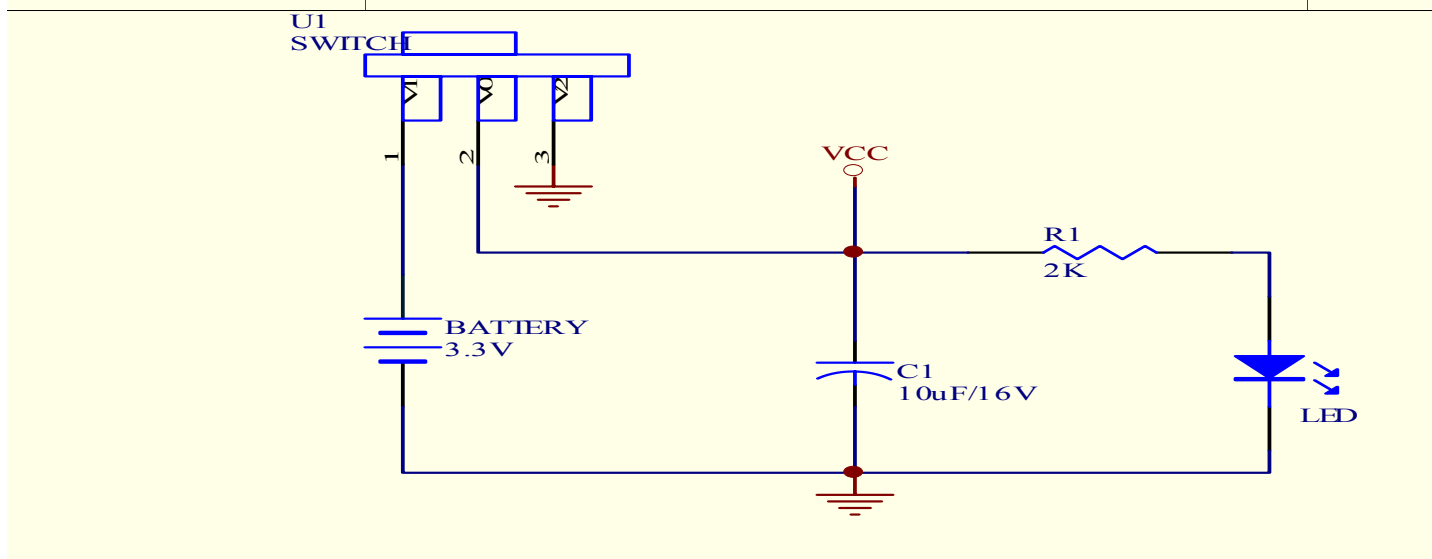 U1
SWITCH
V1
V0
V2
1
2
3
VCC
R1
2K
BATTERY
3.3V
C1
10uF/16V
LED